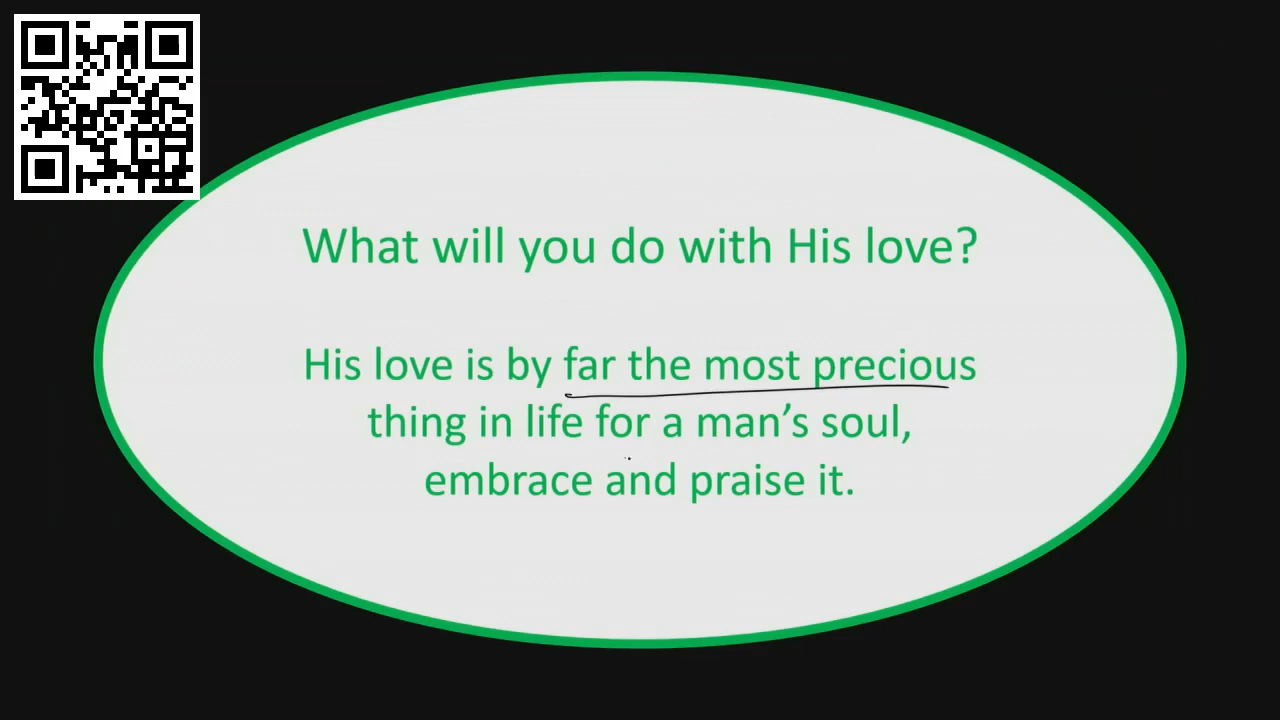 What will you do with His love?
His love is by far the most precious
thing in life for a man’s soul,
embrace and praise it.